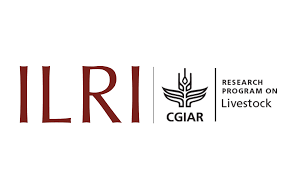 ILRI
CGIAR
RESEARCH
PROGRAM ON
Livestock